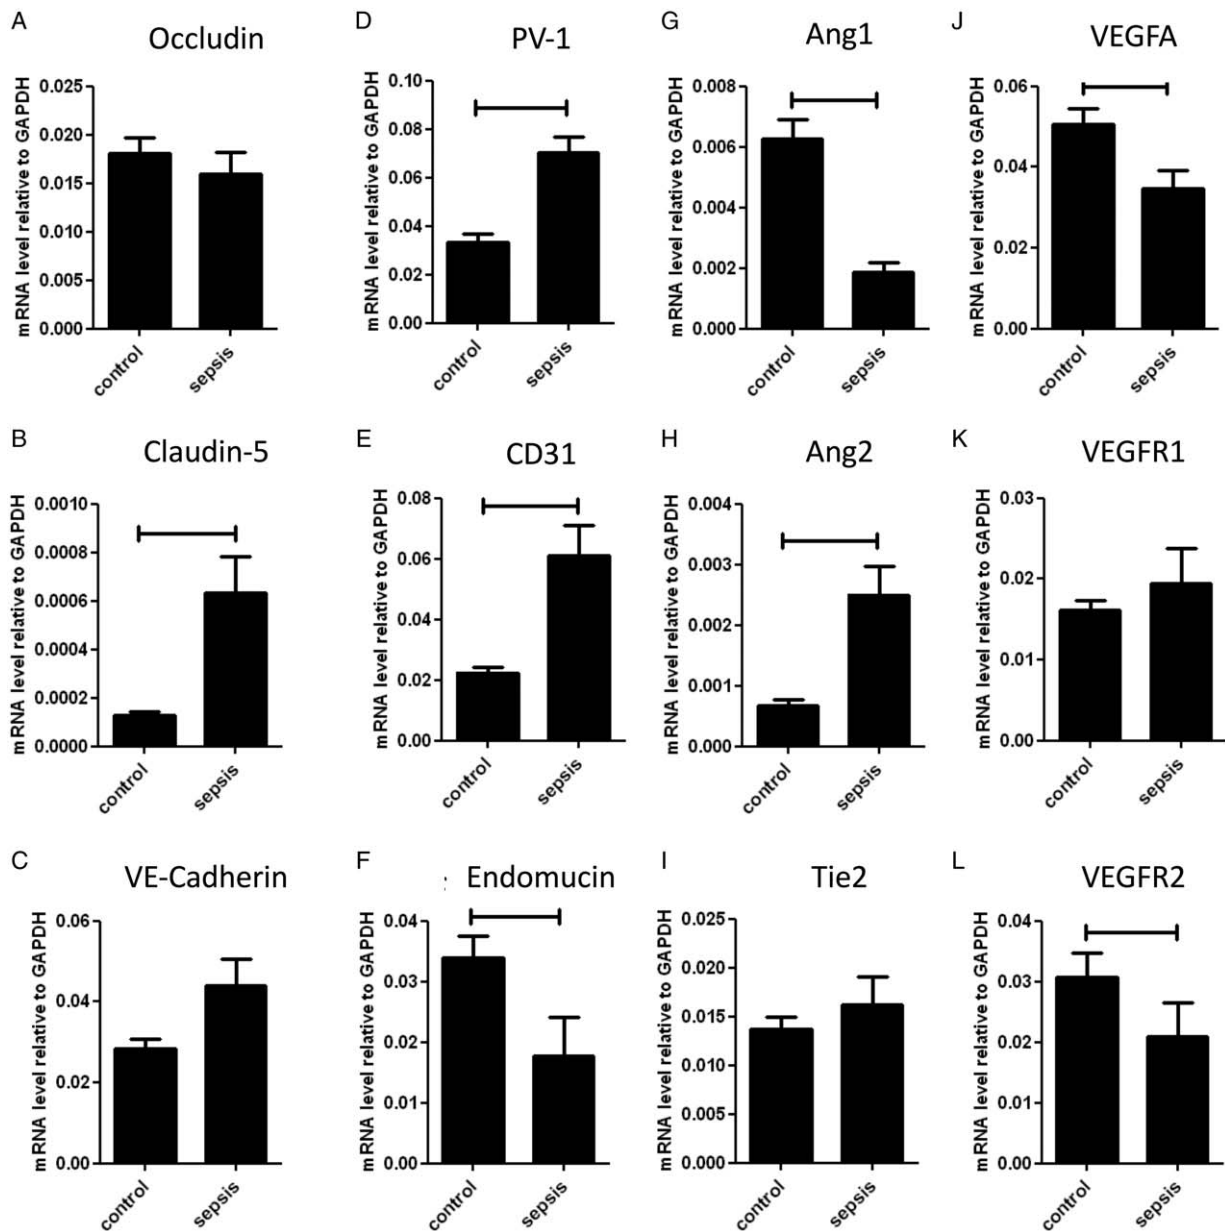 A
Occludin
mRNA level relative to GAPDH
0.025
0.020
0.015
0.010
0.005
0.000
control
sepsis
D
PV-1
mRNA level relative to GAPDH
0.10
0.08
0.06
0.04
0.02
0.00
control
sepsis
G
Ang1
mRNA level relative to GAPDH
0.008
0.006
0.004
0.002
0.000
control
sepsis
J
VEGFA
mRNA level relative to GAPDH
0.06
0.04
0.02
0.00
control
sepsis
B
Claudin-5
mRNA level relative to GAPDH
0.0010
0.0008
0.0006
0.0004
0.0002
0.0000
control
sepsis
E
CD31
mRNA level relative to GAPDH
0.08
0.06
0.04
0.02
0.00
control
sepsis
H
Ang2
mRNA level relative to GAPDH
0.004
0.003
0.002
0.001
0.000
control
sepsis
K
VEGFR1
mRNA level relative to GAPDH
0.03
0.02
0.01
0.00
control
sepsis
C
VE-Cadherin
mRNA level relative to GAPDH
0.06
0.04
0.02
0.00
control
sepsis
F
: Endomucin
mRNA level relative to GAPDH
0.04
0.03
0.02
0.01
0.00
control
sepsis
I
Tie2
mRNA level relative to GAPDH
0.025
0.020
0.015
0.010
0.005
0.000
control
sepsis
L
VEGFR2
mRNA level relative to GAPDH
0.04
0.03
0.02
0.01
0.00
control
sepsis